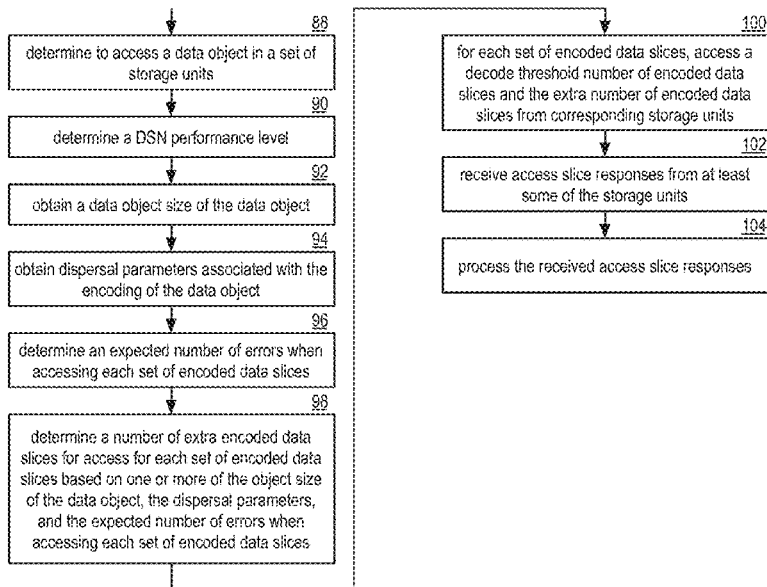 88
determine to access a data object in a set of
storage units
90
determine a DSN performance level
92
obtain a data object size of the data object
94
obtain dispersal parameters associated with the
encoding of the data object
96
determine an expected number of errors when
accessing each set of encoded data slices
98
determine a number of extra encoded data
slices for access for each set of encoded data
slices based on one or more of the object size
of the data object, the dispersal parameters,
and the expected number of errors when
accessing each set of encoded data slices
100
for each set of encoded data slices, access a
decode threshold number of encoded data
slices and the extra number of encoded data
slices from corresponding storage units
102
receive access slice responses from at least
some of the storage units
104
process the received access slice responses